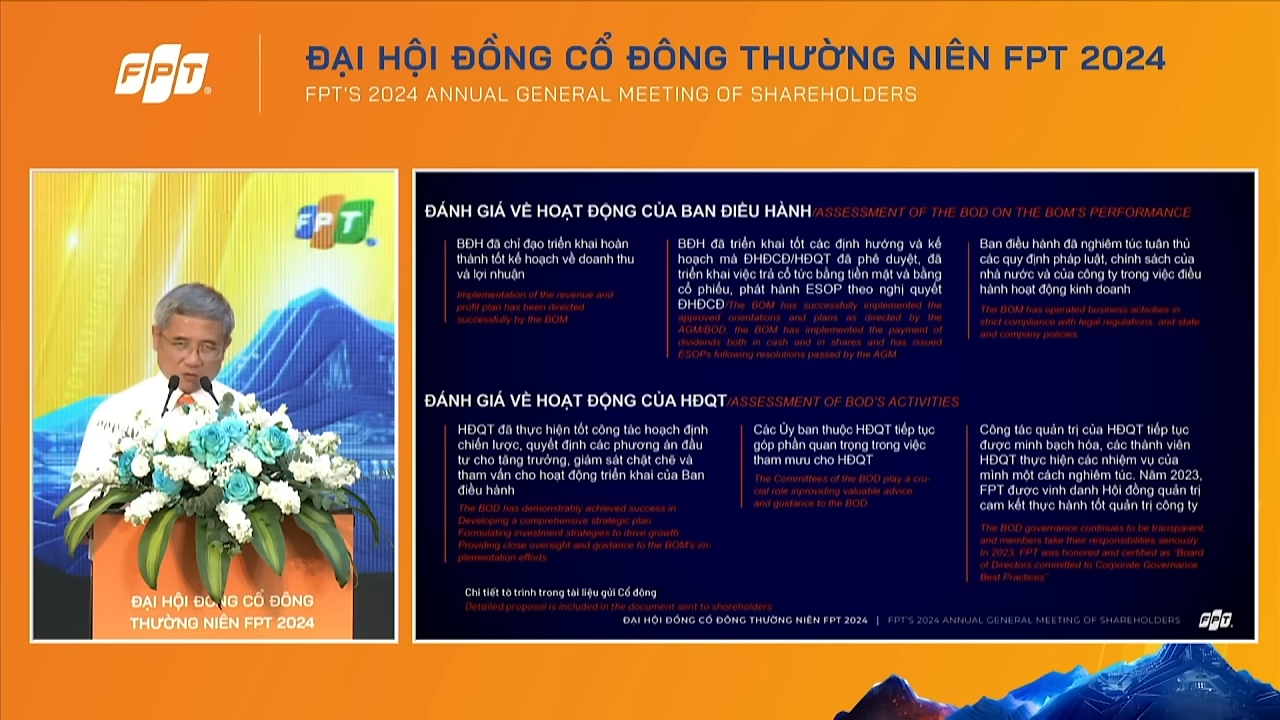 FPT®
ĐẠI HỘI ĐỒNG CỔ ĐÔNG THƯỜNG NIÊN FPT 2024
FPT'S 2024 ANNUAL GENERAL MEETING OF SHAREHOLDERS
FPT
ĐẠI HỘI ĐỒNG CỔ ĐÔNG
THƯỜNG NIÊN FPT 2024
ĐÁNH GIÁ VỀ HOẠT ĐỘNG CỦA BAN ĐIỀU HÀNH/ASSESSMENT OF THE BOD ON THE BOM'S PERFORMANCE
BĐH đã chỉ đạo triển khai hoàn
thành tốt kế hoạch về doanh thu
và lợi nhuận
Implementation of the revenue and
profit plan has been directed
successfully by the BOM
BĐH đã triển khai tốt các định hướng và kế
hoạch mà ĐHĐCĐ/HĐQT đã phê duyệt, đã
triển khai việc trả cổ tức bằng tiền mặt và bằng
cổ phiếu, phát hành ESOP theo nghị quyết
ĐHĐCĐ/The BOM has successfully implemented the
approved orientations and plans as directed by the
AGM/BOD, the BOM has implemented the payment of
dividends both in cash and in shares and has issued
ESOPs following resolutions passed by the AGM.
Ban điều hành đã nghiêm túc tuân thủ
các quy định pháp luật, chính sách của
nhà nước và của công ty trong việc điều
hành hoạt động kinh doanh
The BOM has operated business activities in
strict compliance with legal regulations, and state
and company policies.
ĐÁNH GIÁ VỀ HOẠT ĐỘNG CỦA HĐQT/ASSESSMENT OF BOD'S ACTIVITIES
HĐQT đã thực hiện tốt công tác hoạch định
chiến lược, quyết định các phương án đầu
tư cho tăng trưởng, giám sát chặt chẽ và
tham vấn cho hoạt động triển khai của Ban
điều hành
The BOD has demonstrably achieved success in:
Developing a comprehensive strategic plan
Formulating investment strategies to drive growth
Providing close oversight and guidance to the BOM's im-
plementation efforts
Các Ủy ban thuộc HĐQT tiếp tục
góp phần quan trọng trong việc
tham mưu cho HĐQT
The Committees of the BOD play a cru-
cial role inproviding valuable advice
and guidance to the BOD.
Công tác quản trị của HĐQT tiếp tục
được minh bạch hóa, các thành viên
HĐQT thực hiện các nhiệm vụ của
mình một cách nghiêm túc. Năm 2023,
FPT được vinh danh Hội đồng quản trị
cam kết thực hành tốt quản trị công ty
The BOD governance continues to be transparent,
and members take their responsibilities seriously.
In 2023, FPT was honored and certified as "Board
of Directors committed to Corporate Governance
Best Practices"
Chi tiết tờ trình trong tài liệu gửi Cổ đông
Detailed proposal is included in the document sent to shareholders
ĐẠI HỘI ĐỒNG CỔ ĐÔNG THƯỜNG NIÊN FPT 2024 | FPT'S 2024 ANNUAL GENERAL MEETING OF SHAREHOLDERS
FPT